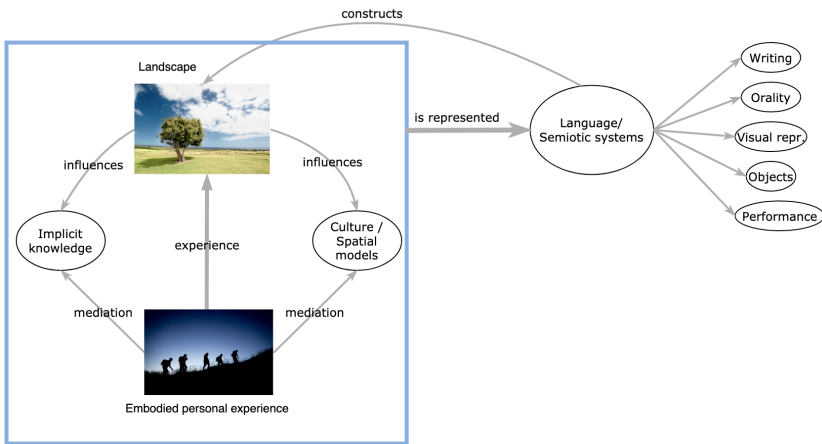 constructs
Landscape
is represented
Language/
Semiotic systems
Writing
Orality
Visual repr.
Objects
Performance
influences
influences
Implicit
knowledge
experience
Culture /
Spatial
models
mediation
mediation
Embodied personal experience